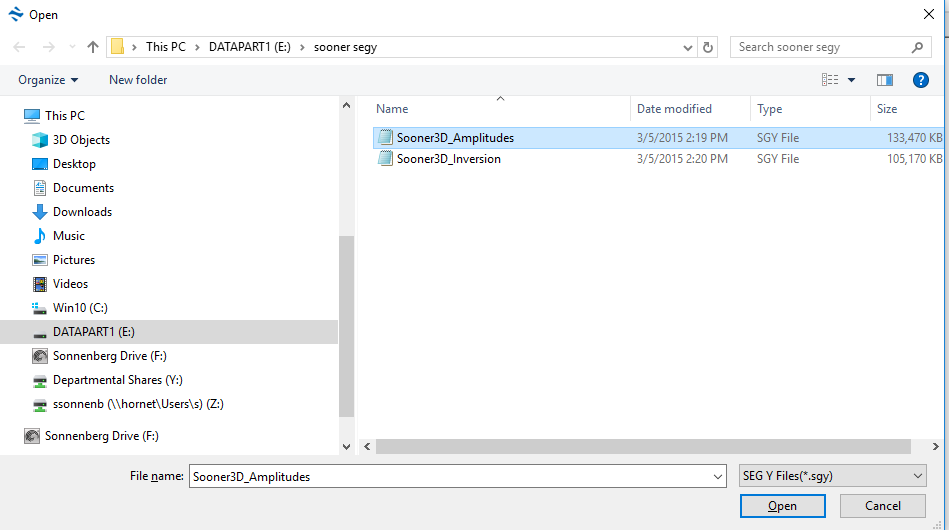 Open
This PC > DATAPART1 (E:) > sooner segy
Search sooner segy
Organize New folder
Name Date modified Type Size
This PC
3D Objects
Desktop
Documents
Downloads
Music
Pictures
Videos
Win10 (C:)
DATAPART1 (E:)
Sonnenberg Drive (F:)
Departmental Shares (Y:)
ssonnenb (\\hornet\Users\s) (Z:)
Sonnenberg Drive (F:)
Sooner3D_Amplitudes 3/5/2015 2:19 PM SGY File 133,470 KB
Sooner3D_Inversion 3/5/2015 2:20 PM SGY File 105,170 KB
File name: Sooner3D_Amplitudes SEG Y Files(*.sgy)
Open Cancel